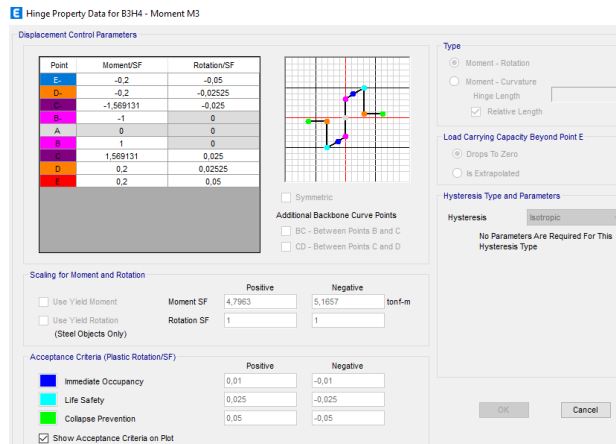 E Hinge Property Data for B3H4 - Moment M3
Displacement Control Parameters
Point Moment/SF Rotation/SF
E- -0,2 -0,05
D- -0,2 -0,02525
C- -1,569131 -0,025
B- -1 0
A 0 0
B 1 0
C 1,569131 0,025
D 0,2 0,02525
E 0,2 0,05
Symmetric
Additional Backbone Curve Points
BC - Between Points B and C
CD - Between Points C and D
Type
Moment - Rotation
Moment - Curvature
Hinge Length
Relative Length
Load Carrying Capacity Beyond Point E
Drops To Zero
Is Extrapolated
Hysteresis Type and Parameters
Hysteresis Isotropic
No Parameters Are Required For This
Hysteresis Type
Scaling for Moment and Rotation
Positive Negative
Use Yield Moment Moment SF 4,7963 5,1657 tonf-m
Use Yield Rotation Rotation SF 1 1
(Steel Objects Only)
Acceptance Criteria (Plastic Rotation/SF)
Positive Negative
Immediate Occupancy 0,01 -0,01
Life Safety 0,025 -0,025
Collapse Prevention 0,05 -0,05
Show Acceptance Criteria on Plot
OK Cancel